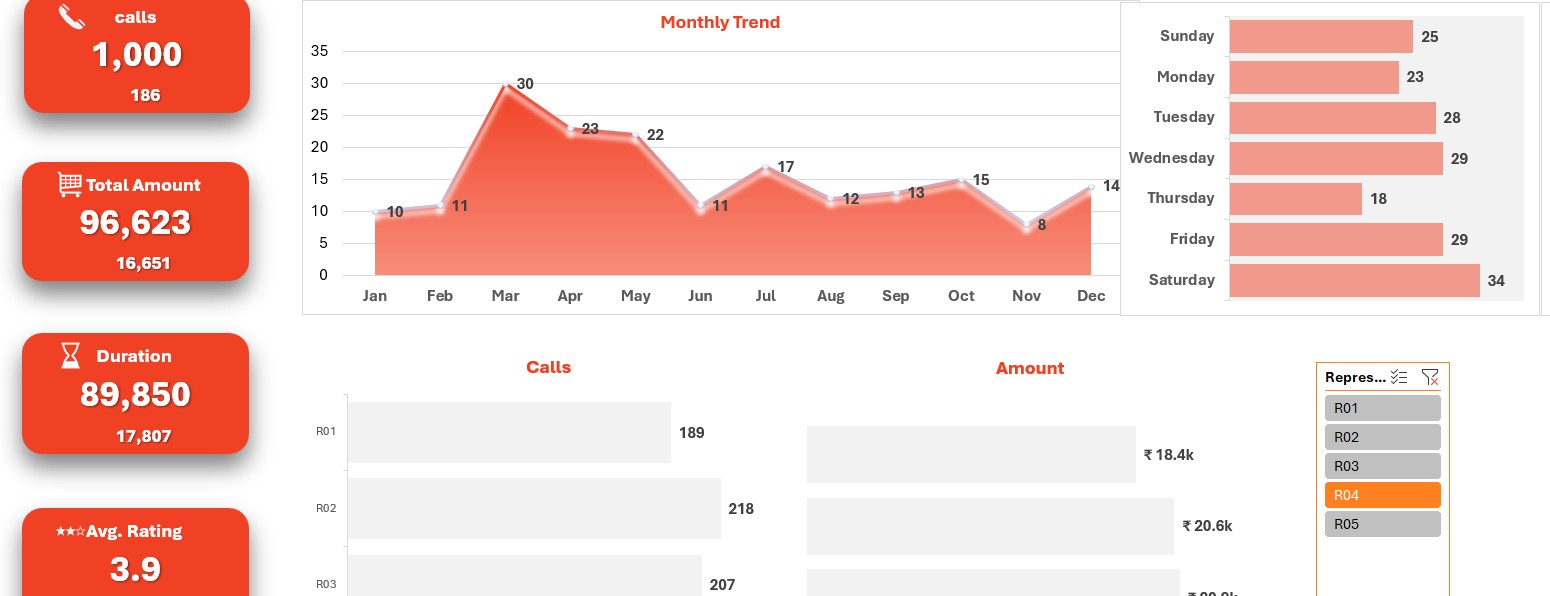 calls
1,000
186
Total Amount
96,623
16,651
Duration
89,850
17,807
Avg. Rating
3.9
Monthly Trend
35
30
25
20
15
10
5
0
10
11
30
23
22
11
17
12
13
15
8
14
Jan Feb Mar Apr May Jun Jul Aug Sep Oct Nov Dec
Sunday 25
Monday 23
Tuesday 28
Wednesday 29
Thursday 18
Friday 29
Saturday 34
Calls
R01 189
R02 218
R03 207
Amount
₹ 18.4k
₹ 20.6k
Repres...
R01
R02
R03
R04
R05